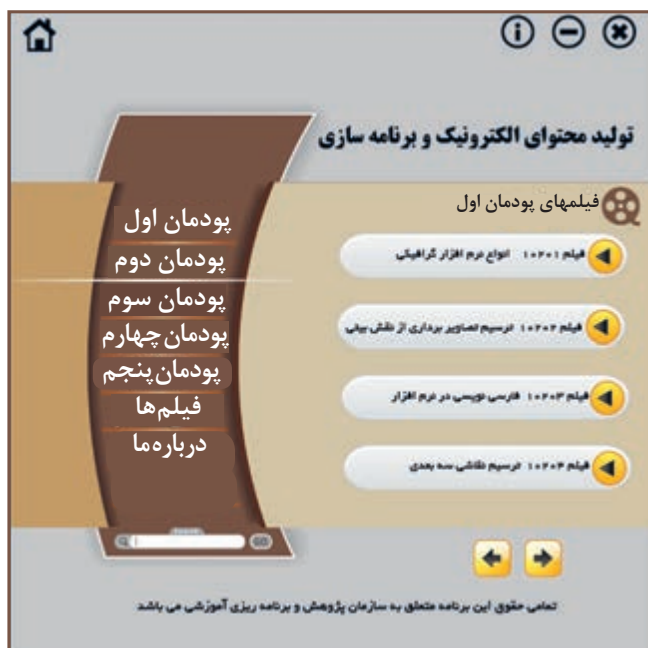 تولید محتوای الکترونیک و برنامه سازی
فیلمهای پودمان اول
فیلم ۱۰۲۰۱ انواع نرم افزار گرافیکی
فیلم ۱۰۲۰۲ ترسیم تصاویر برداری از نقش بیتی
فیلم ۱۰۲۰۳ فارسی نویسی در نرم افزار
فیلم ۱۰۲۰۴ ترسیم نقاشی سه بعدی
پودمان اول
پودمان دوم
پودمان سوم
پودمان چهارم
پودمان پنجم
فیلم‌ها
درباره‌ما
GO
تمامی حقوق این برنامه متعلق به سازمان پژوهش و برنامه ریزی آموزشی می باشد